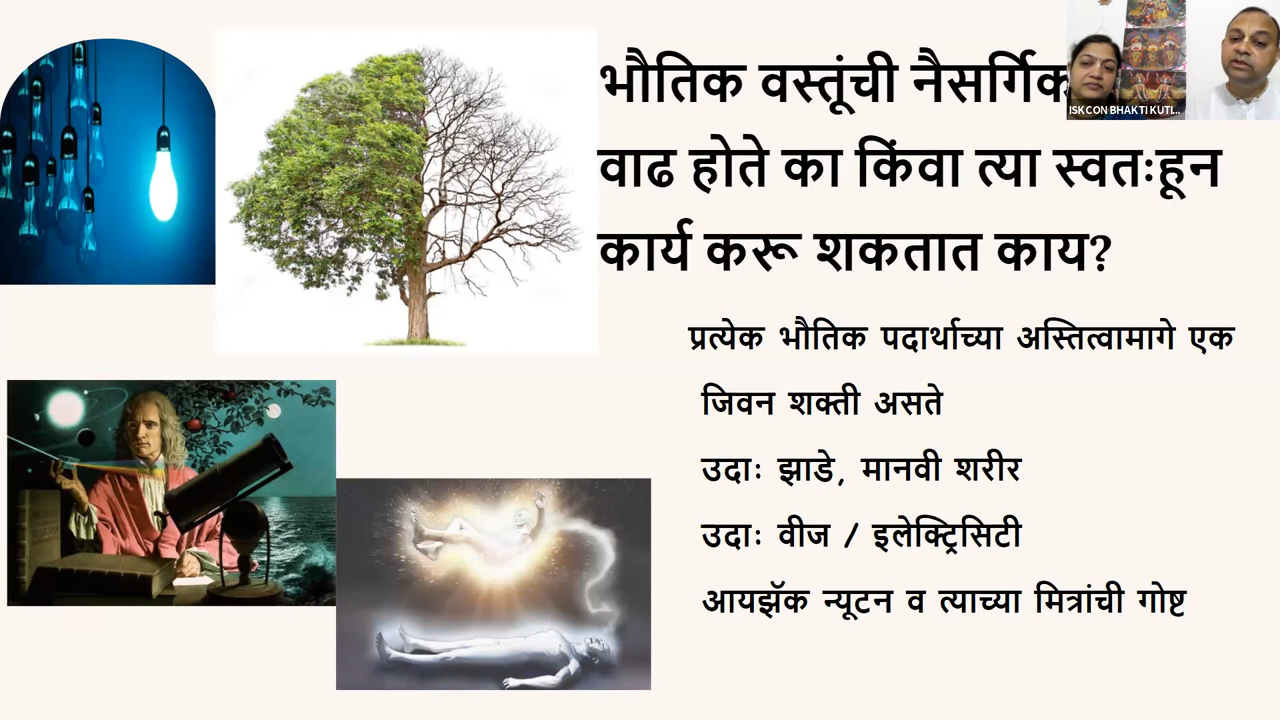 भौतिक वस्तूंची नैसर्गिक
वाढ होते का किंवा त्या स्वतःहून
कार्य करू शकतात काय?
प्रत्येक भौतिक पदार्थाच्या अस्तित्वामागे एक
जिवन शक्ती असते
उदाः झाडे, मानवी शरीर
उदाः वीज / इलेक्ट्रिसिटी
आयझॅक न्यूटन व त्याच्या मित्रांची गोष्ट
ISKCON BHAKTI KUTI...